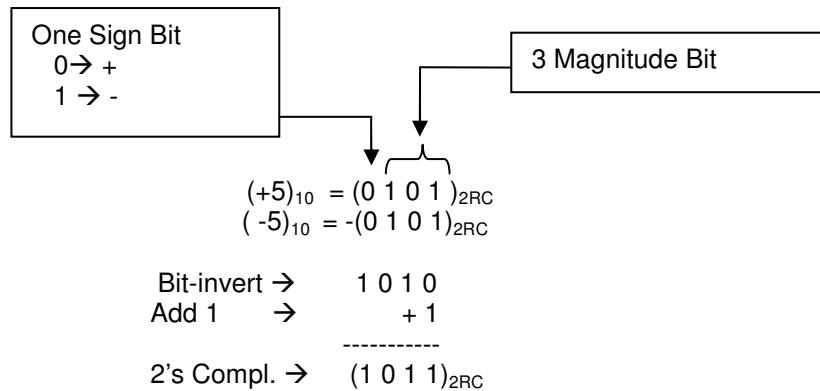 One Sign Bit
0→ +
1 → -
3 Magnitude Bit
(+5)₁₀ = (0 1 0 1 )₂RC
( -5)₁₀ = -(0 1 0 1)₂RC
Bit-invert → 1 0 1 0
Add 1 → + 1
-----------
2's Compl. → (1 0 1 1)₂RC